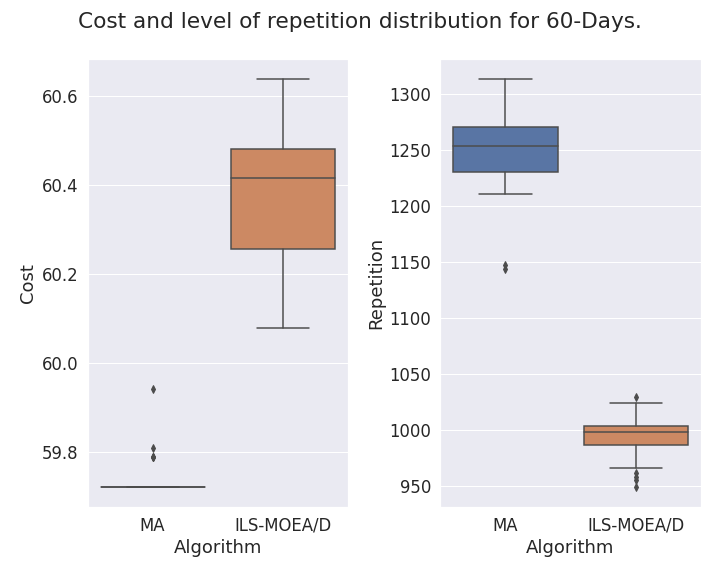 Cost and level of repetition distribution for 60-Days.
60.6
60.4
60.2
60.0
59.8
Cost
MA
ILS-MOEA/D
Algorithm
1300
1250
1200
1150
1100
1050
1000
950
Repetition
MA
ILS-MOEA/D
Algorithm